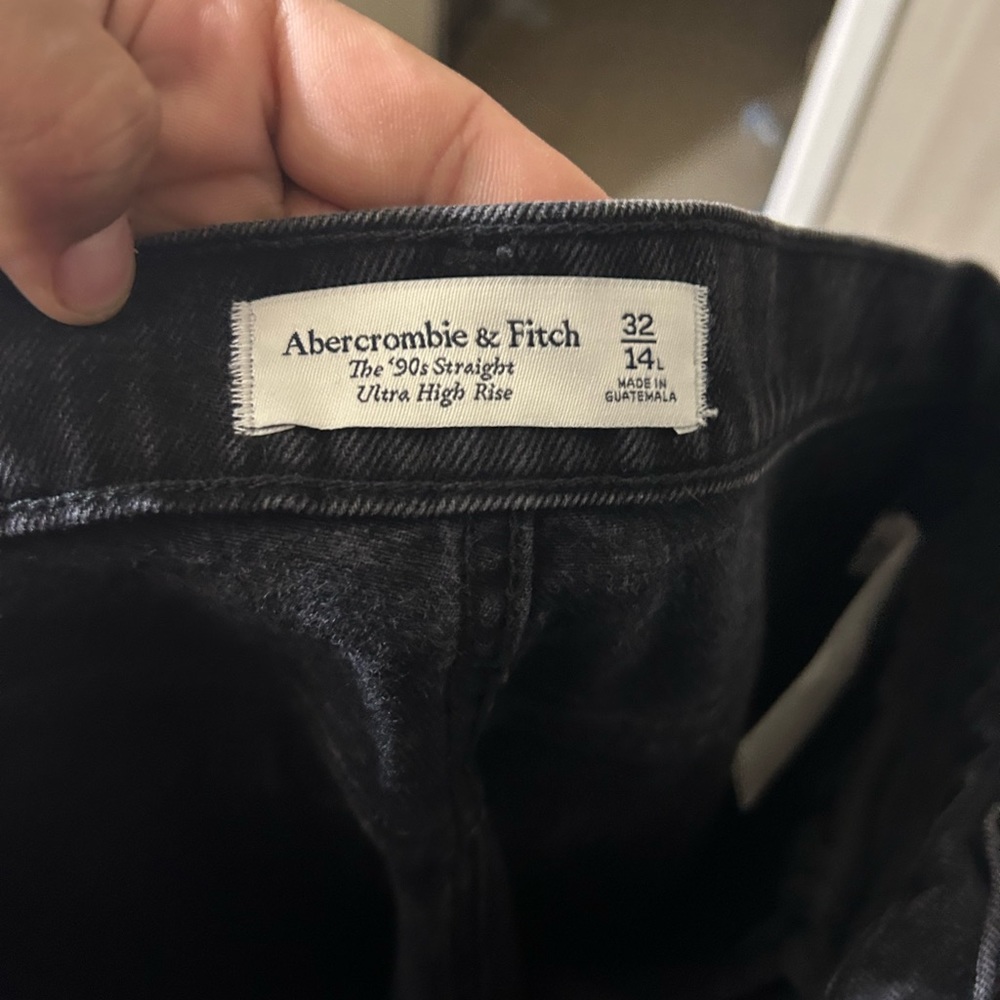 Abercrombie & Fitch
The '90s Straight
Ultra High Rise
32
14L
MADE IN
GUATEMALA